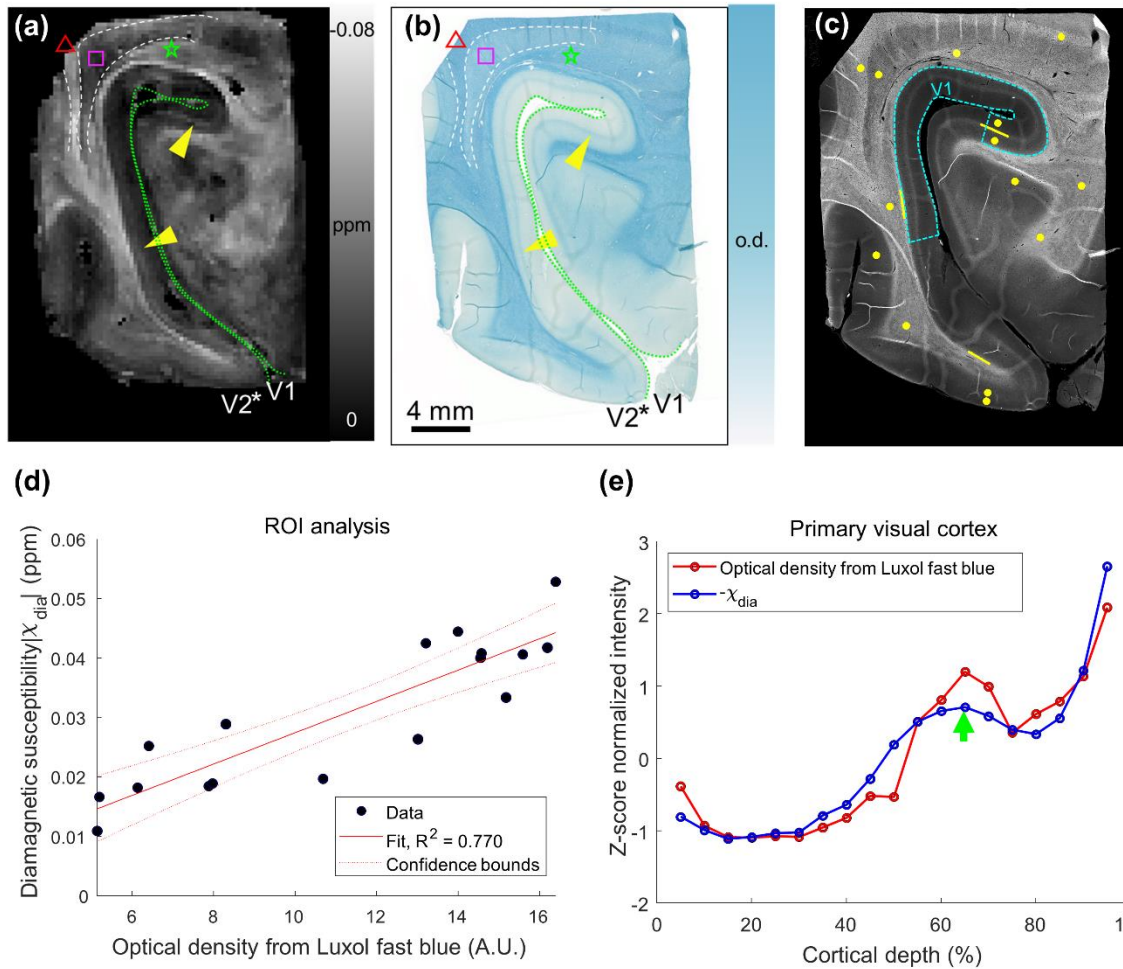 (a)
-0.08
ppm
0
V2* V1
(b)
4 mm
V2* V1
o.d.
(c)
V1
(d)
ROI analysis
Diamagnetic susceptibility|χdia| (ppm)
0.06
0.05
0.04
0.03
0.02
0.01
0
Data
Fit, R² = 0.770
Confidence bounds
6 8 10 12 14 16
Optical density from Luxol fast blue (A.U.)
(e)
Primary visual cortex
Z-score normalized intensity
3
2
1
0
-1
-2
Optical density from Luxol fast blue
-χdia
0 20 40 60 80
Cortical depth (%)